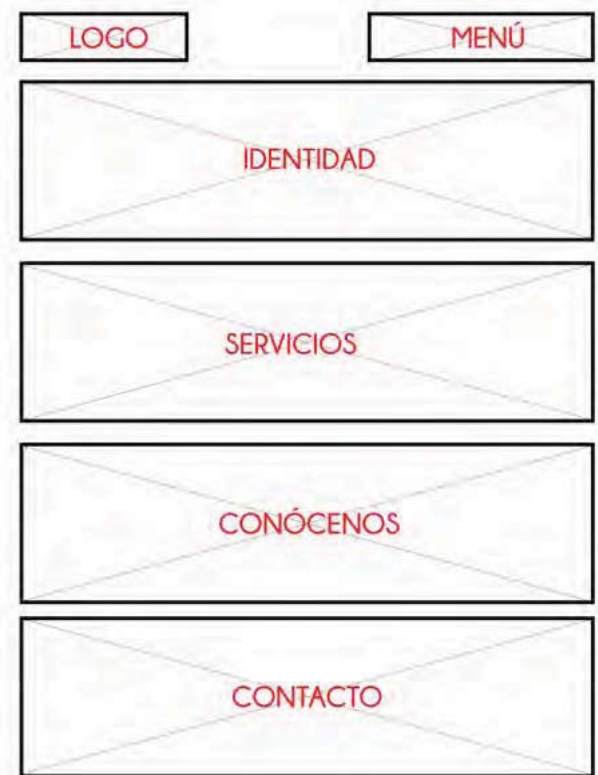 LOGO
MENÚ
IDENTIDAD
SERVICIOS
CONÓCENOS
CONTACTO